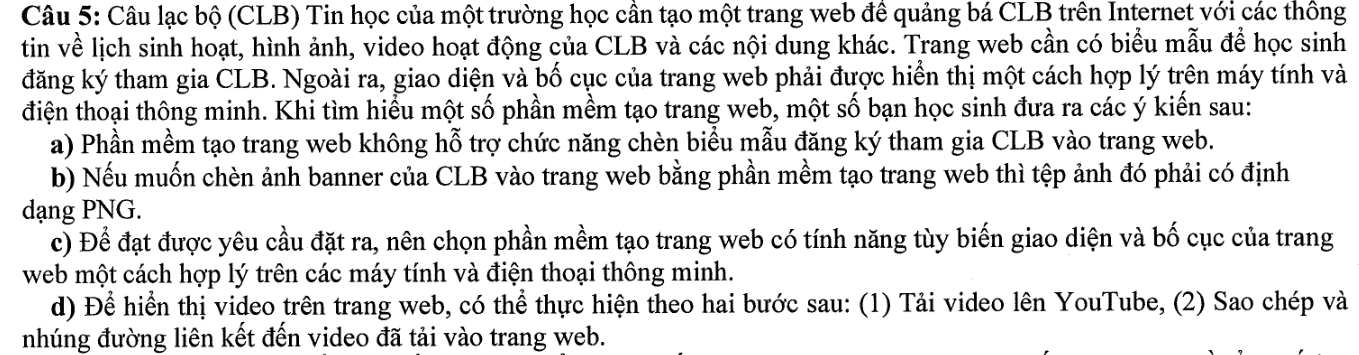 Câu 5: Câu lạc bộ (CLB) Tin học của một trường học cần tạo một trang web để quảng bá CLB trên Internet với các thông
tin về lịch sinh hoạt, hình ảnh, video hoạt động của CLB và các nội dung khác. Trang web cần có biểu mẫu để học sinh
đăng ký tham gia CLB. Ngoài ra, giao diện và bố cục của trang web phải được hiển thị một cách hợp lý trên máy tính và
điện thoại thông minh. Khi tìm hiểu một số phần mềm tạo trang web, một số bạn học sinh đưa ra các ý kiến sau:
a) Phần mềm tạo trang web không hỗ trợ chức năng chèn biểu mẫu đăng ký tham gia CLB vào trang web.
b) Nếu muốn chèn ảnh banner của CLB vào trang web bằng phần mềm tạo trang web thì tệp ảnh đó phải có định
dạng PNG.
c) Để đạt được yêu cầu đặt ra, nên chọn phần mềm tạo trang web có tính năng tùy biến giao diện và bố cục của trang
web một cách hợp lý trên các máy tính và điện thoại thông minh.
d) Để hiển thị video trên trang web, có thể thực hiện theo hai bước sau: (1) Tải video lên YouTube, (2) Sao chép và
nhúng đường liên kết đến video đã tải vào trang web.